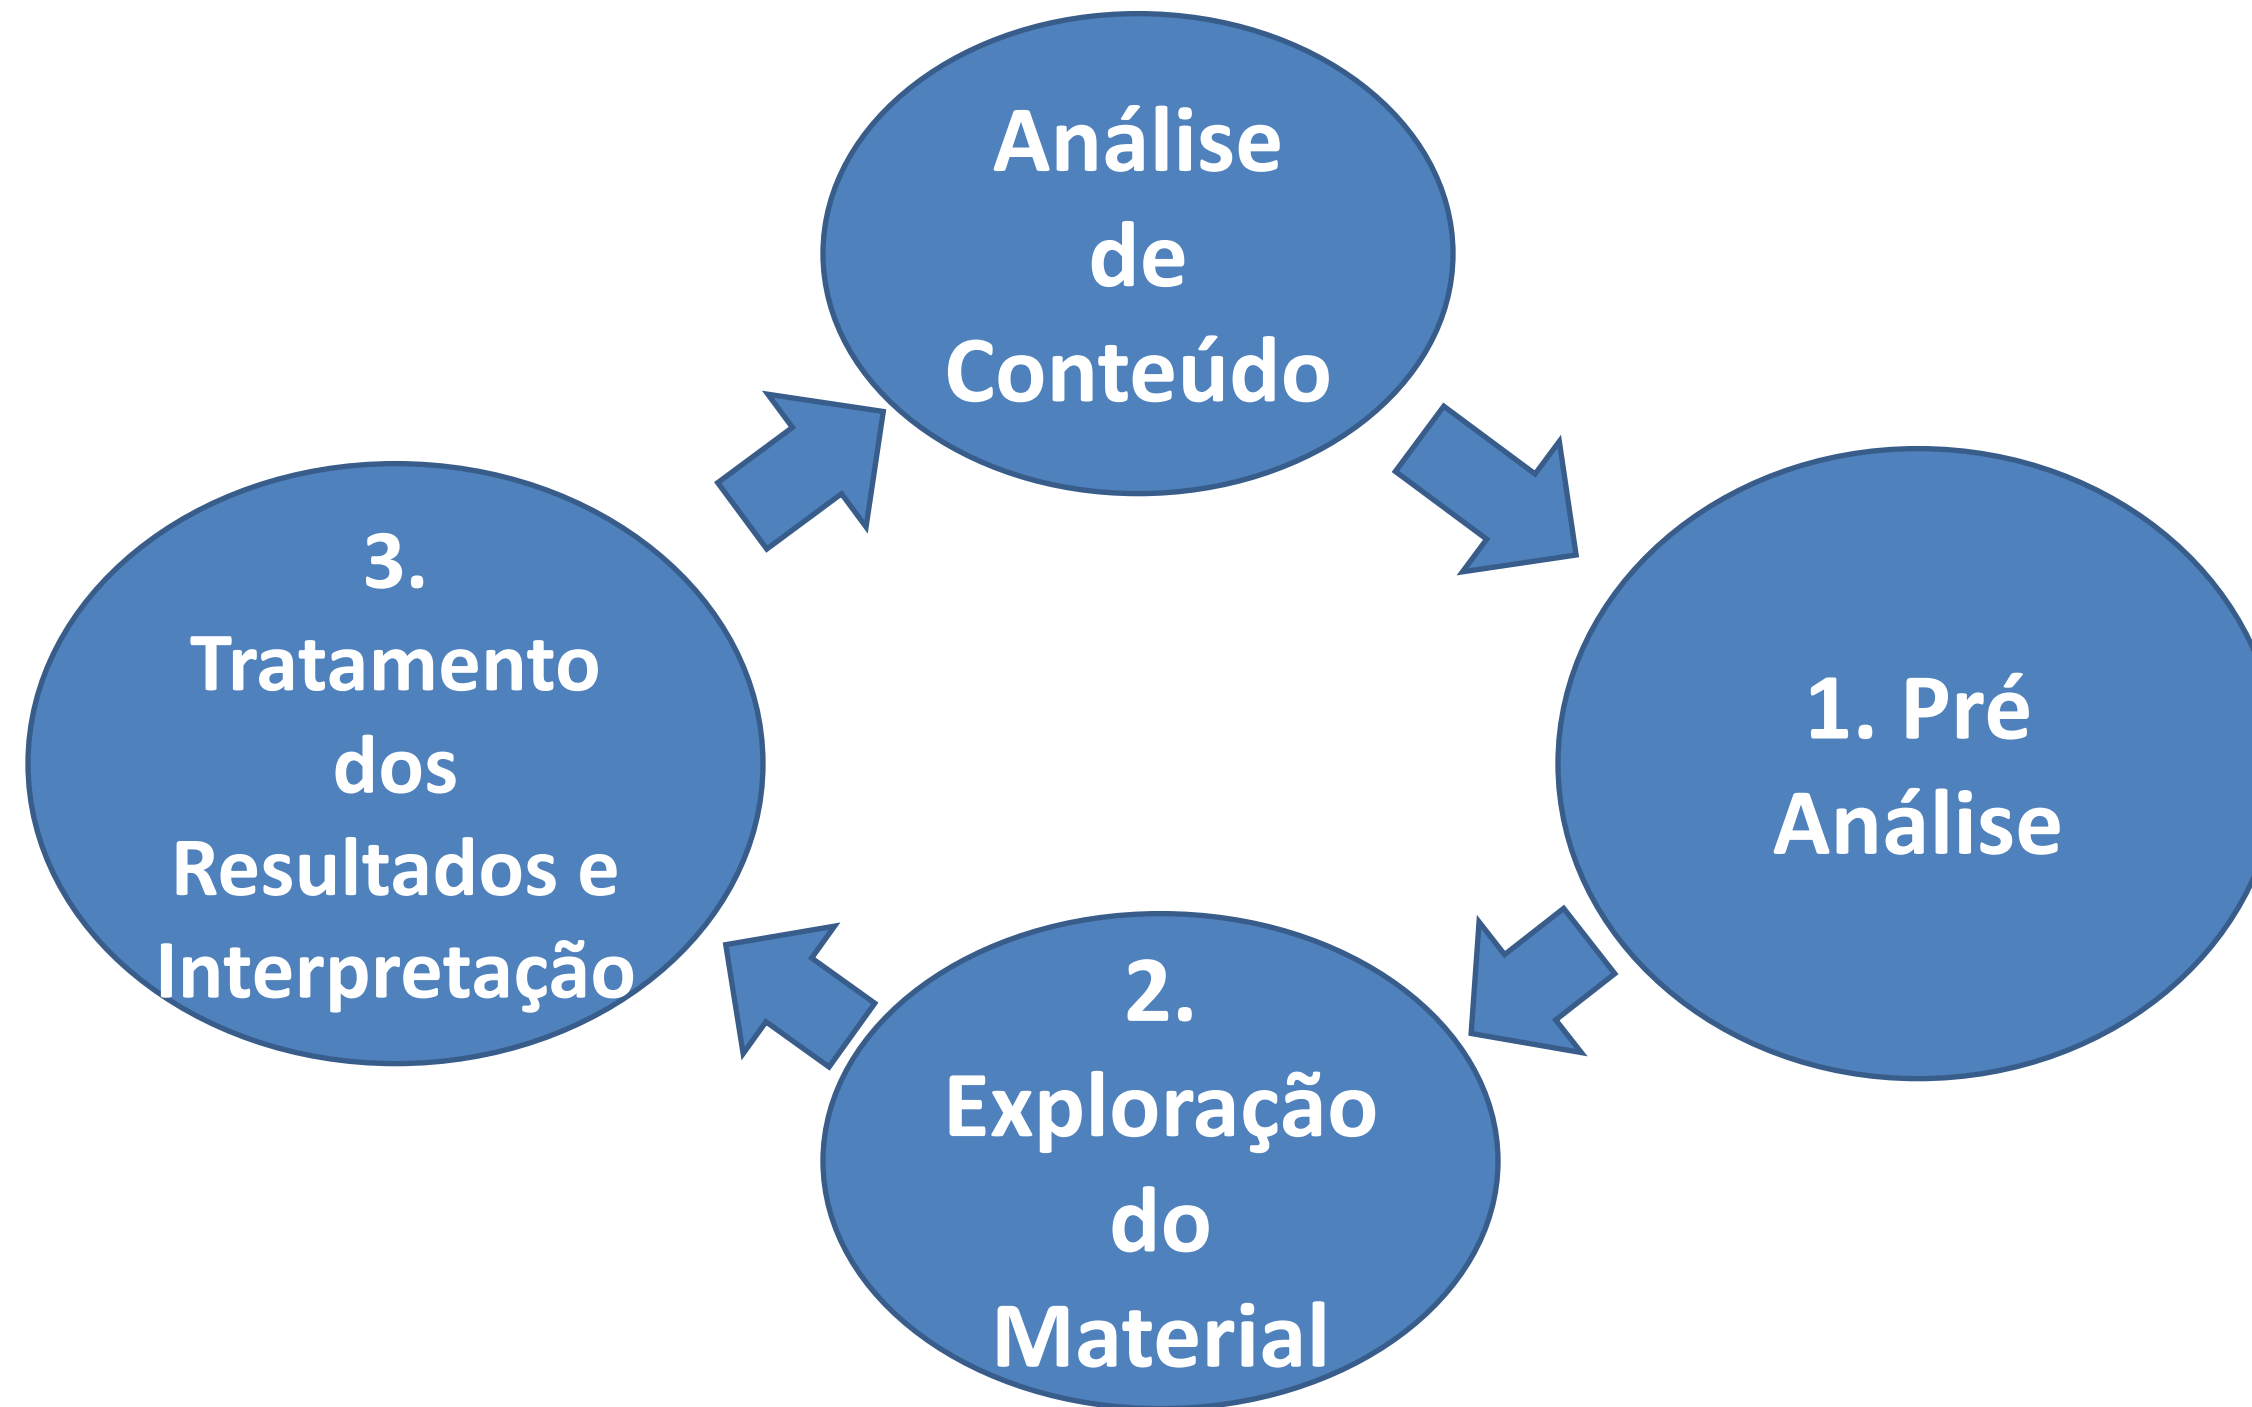 Análise
de
Conteúdo
1. Pré
Análise
2.
Exploração
do
Material
3.
Tratamento
dos
Resultados e
Interpretação